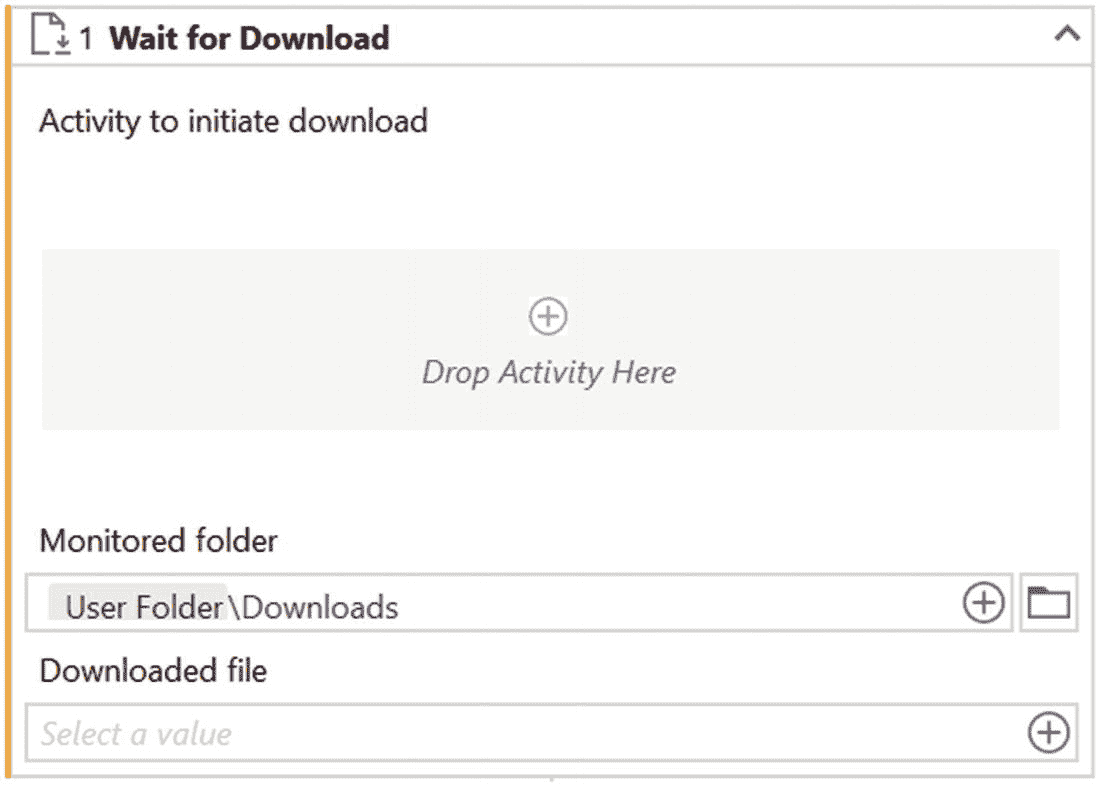 1 Wait for Download
Activity to initiate download
Drop Activity Here
Monitored folder
User Folder\Downloads
Downloaded file
Select a value